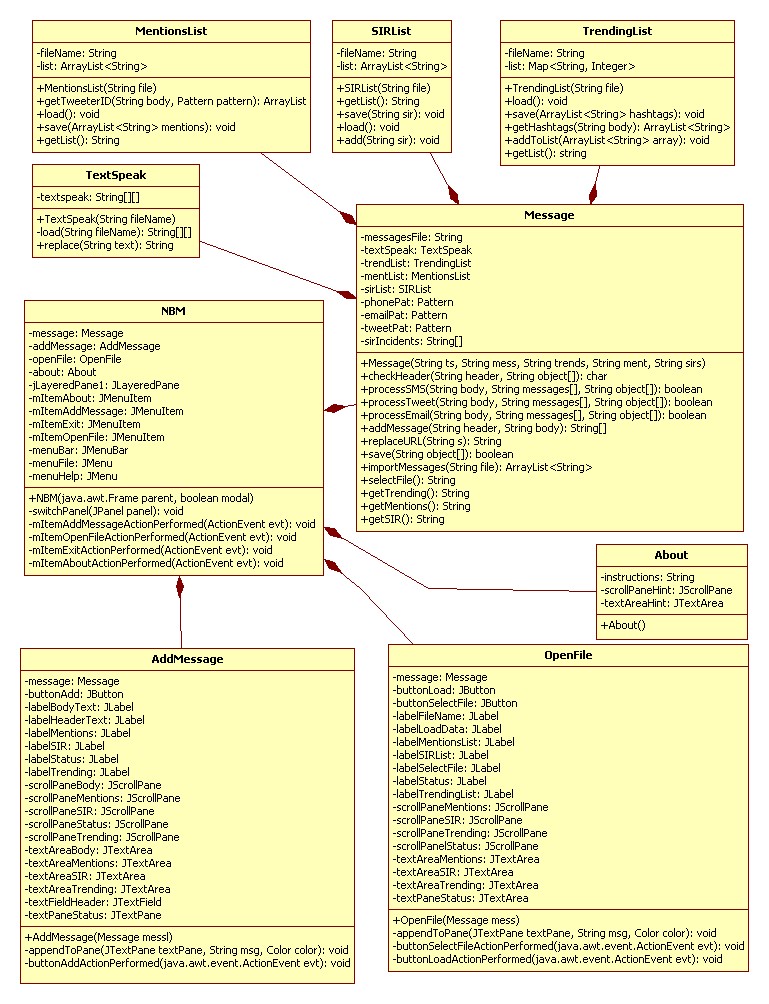 MentionsList
-fileName: String
-list: ArrayList<String>
+MentionsList(String file)
+getTweeterID(String body, Pattern pattern): ArrayList
+load(): void
+save(ArrayList<String> mentions): void
+getList(): String
SIRList
-fileName: String
-list: ArrayList<String>
+SIRList(String file)
+getList(): String
+save(String sir): void
+load(): void
+add(String sir): void
TrendingList
-fileName: String
-list: Map<String, Integer>
+TrendingList(String file)
+load(): void
+save(ArrayList<String> hashtags): void
+getHashtags(String body): ArrayList<String>
+addToList(ArrayList<String> array): void
+getList(): string
TextSpeak
-textspeak: String[][]
+TextSpeak(String fileName)
-load(String fileName): String[][]
+replace(String text): String
Message
-messagesFile: String
-textSpeak: TextSpeak
-trendList: TrendingList
-mentList: MentionsList
-sirList: SIRList
-phonePat: Pattern
-emailPat: Pattern
-tweetPat: Pattern
-sirIncidents: String[]
+Message(String ts, String mess, String trends, String ment, String sirs)
+checkHeader(String header, String object[]): char
+processSMS(String body, String messages[], String object[]): boolean
+processTweet(String body, String messages[], String object[]): boolean
+processEmail(String body, String messages[], String object[]): boolean
+addMessage(String header, String body): String[]
+replaceURL(String s): String
+save(String object[]): boolean
+importMessages(String file): ArrayList<String>
+selectFile(): String
+getTrending(): String
+getMentions(): String
+getSIR(): String
NBM
-message: Message
-addMessage: AddMessage
-openFile: OpenFile
-about: About
-jLayeredPane1: JLayeredPane
-mItemAbout: JMenuItem
-mItemAddMessage: JMenuItem
-mItemExit: JMenuItem
-mItemOpenFile: JMenuItem
-menuBar: JMenuBar
-menuFile: JMenu
-menuHelp: JMenu
+NBM(java.awt.Frame parent, boolean modal)
-switchPanel(JPanel panel): void
-mItemAddMessageActionPerformed(ActionEvent evt): void
-mItemOpenFileActionPerformed(ActionEvent evt): void
-mItemExitActionPerformed(ActionEvent evt): void
-mItemAboutActionPerformed(ActionEvent evt): void
About
-instructions: String
-scrollPaneHint: JScrollPane
-textAreaHint: JTextArea
+About()
AddMessage
-message: Message
-buttonAdd: JButton
-labelBodyText: JLabel
-labelHeaderText: JLabel
-labelMentions: JLabel
-labelSIR: JLabel
-labelStatus: JLabel
-labelTrending: JLabel
-scrollPaneBody: JScrollPane
-scrollPaneMentions: JScrollPane
-scrollPaneSIR: JScrollPane
-scrollPaneStatus: JScrollPane
-scrollPaneTrending: JScrollPane
-textAreaBody: JTextArea
-textAreaMentions: JTextArea
-textAreaSIR: JTextArea
-textAreaTrending: JTextArea
-textFieldHeader: JTextField
-textPaneStatus: JTextPane
+AddMessage(Message messl)
-appendToPane(JTextPane textPane, String msg, Color color): void
-buttonAddActionPerformed(java.awt.event.ActionEvent evt): void
OpenFile
-message: Message
-buttonLoad: JButton
-buttonSelectFile: JButton
-labelFileName: JLabel
-labelLoadData: JLabel
-labelMentionsList: JLabel
-labelSIRList: JLabel
-labelSelectFile: JLabel
-labelStatus: JLabel
-labelTrendingList: JLabel
-scrollPaneMentions: JScrollPane
-scrollPaneSIR: JScrollPane
-scrollPaneTrending: JScrollPane
-scrollPanelStatus: JScrollPane
-textAreaMentions: JTextArea
-textAreaSIR: JTextArea
-textAreaTrending: JTextArea
-textPaneStatus: JTextArea
+OpenFile(Message mess)
-appendToPane(JTextPane textPane, String msg, Color color): void
-buttonSelectFileActionPerformed(java.awt.event.ActionEvent evt): void
-buttonLoadActionPerformed(java.awt.event.ActionEvent evt): void